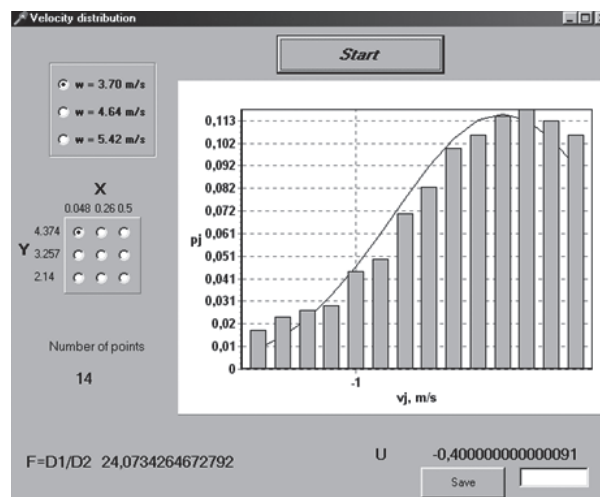 Velocity distribution
Start
w = 3.70 m/s
w = 4.64 m/s
w = 5.42 m/s
X
0.048 0.26 0.5
Y
4.374
3.257
2.14
Number of points
14
pj
0,113
0,102
0,092
0,082
0,072
0,061
0,051
0,041
0,031
0,02
0,01
0
-1
vj, m/s
F=D1/D2 24,0734264672792
U -0,400000000000091
Save